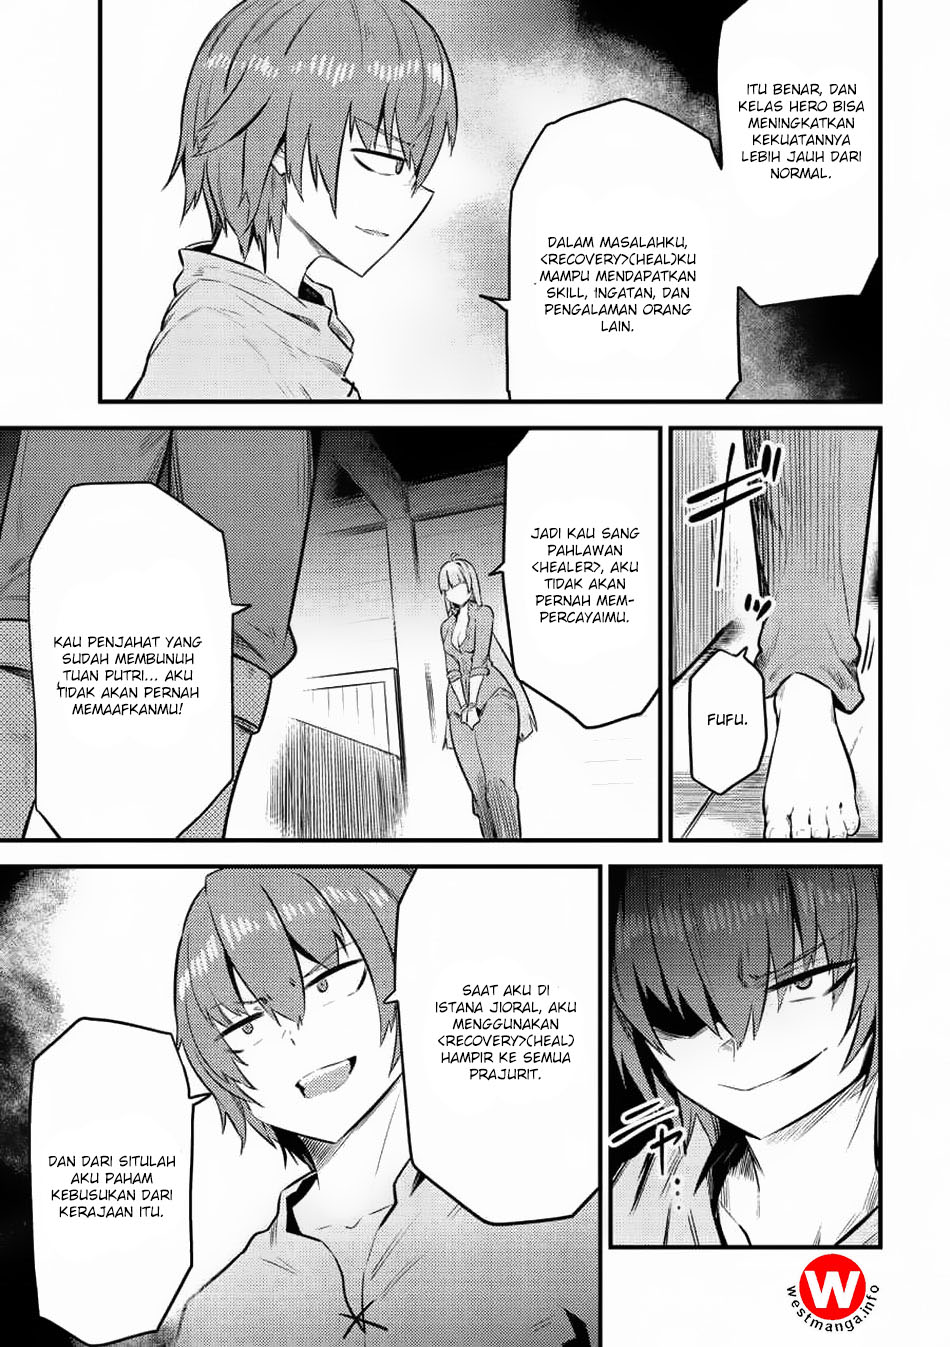 ITU BENAR, DAN
KELAS HERO BISA
MENINGKATKAN
KEKUATANNYA
LEBIH JAUH DARI
NORMAL.
DALAM MASALAHKU,
<RECOVERY>(HEAL)KU
MAMPU MENDAPATKAN
SKILL, INGATAN, DAN
PENGALAMAN ORANG
LAIN.
FUFU.
JADI KAU SANG
PAHLAWAN
<HEALER>, AKU
TIDAK AKAN
PERNAH MEM-
PERCAYAIMU.
KAU PENJAHAT YANG
SUDAH MEMBUNUH
TUAN PUTRI... AKU
TIDAK AKAN PERNAH
MEMAAFKANMU!
ニヤ...
SAAT AKU DI
ISTANA JIORAL, AKU
MENGGUNAKAN
<RECOVERY>(HEAL)
HAMPIR KE SEMUA
PRAJURIT.
DAN DARI SITULAH
AKU PAHAM
KEBUSUKAN DARI
KERAJAAN ITU.
W
westmanga.info